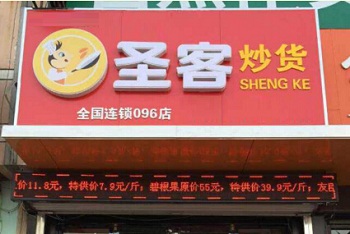 圣客 炒货
SHENG KE
全国连锁096店
价11.8元,特供价7.9元/斤;碧根果原价55元,特供价39.9元/斤;友